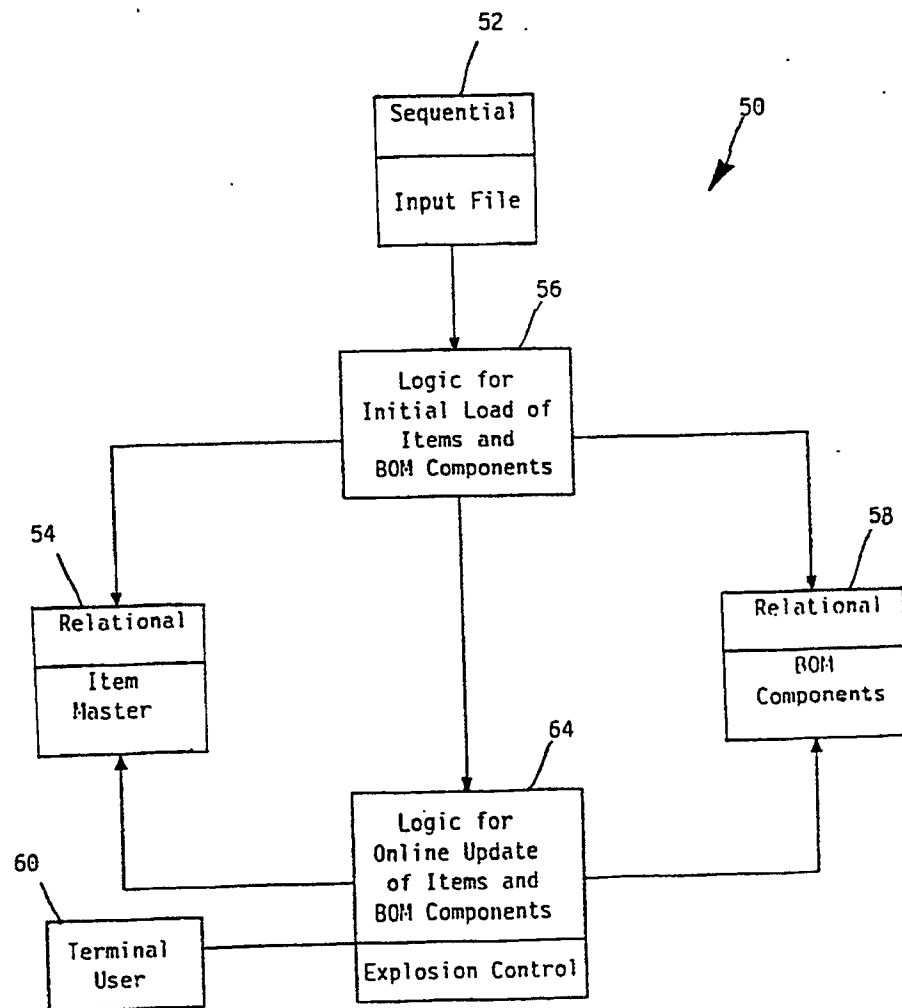 52
Sequential
50
Input File
56
Logic for
Initial Load of
Items and
BOM Components
54
58
Relational
Relational
Item
Master
BOM
Components
64
Logic for
Online Update
of Items and
BOM Components
60
Terminal
User
Explosion Control